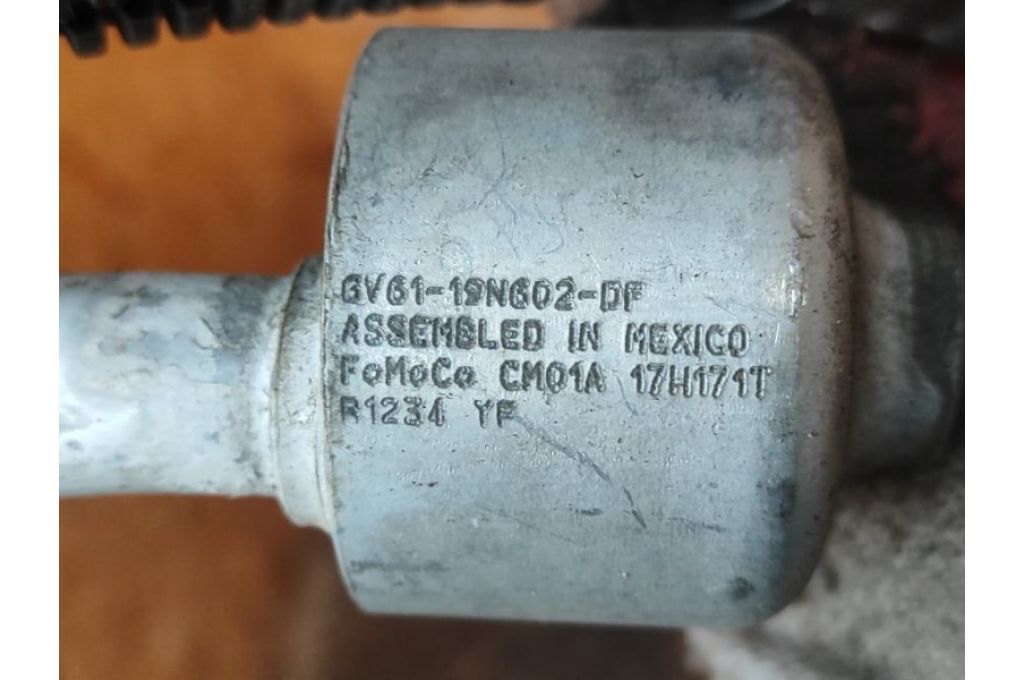 GV61-19N602-DF
ASSEMBLED IN MEXICO
FoMoCo CM01A 17H171T
R1234 YF